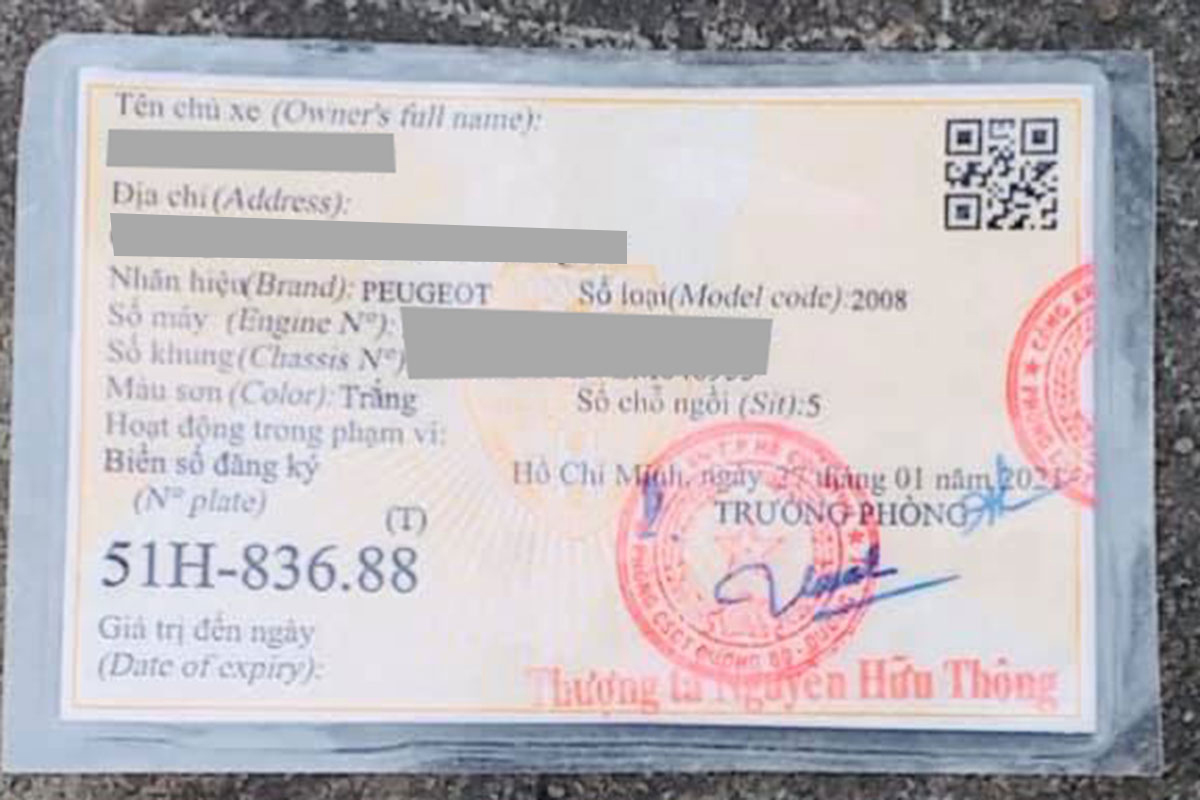 Tên chủ xe (Owner's full name):
Địa chỉ (Address):
Nhãn hiệu (Brand): PEUGEOT Số loại (Model code): 2008
Số máy (Engine Nº):
Số khung (Chassis Nº)
Màu sơn (Color): Trắng Số chỗ ngồi (Sit): 5
Hoạt động trong phạm vi:
Biển số đăng ký
(Nº plate)
Hồ Chí Minh, ngày 27 tháng 01 năm 2021
TRƯỞNG PHÒNG
(T)
51H-836.88
Giá trị đến ngày
(Date of expiry):
Thượng tá Nguyễn Hữu Thông